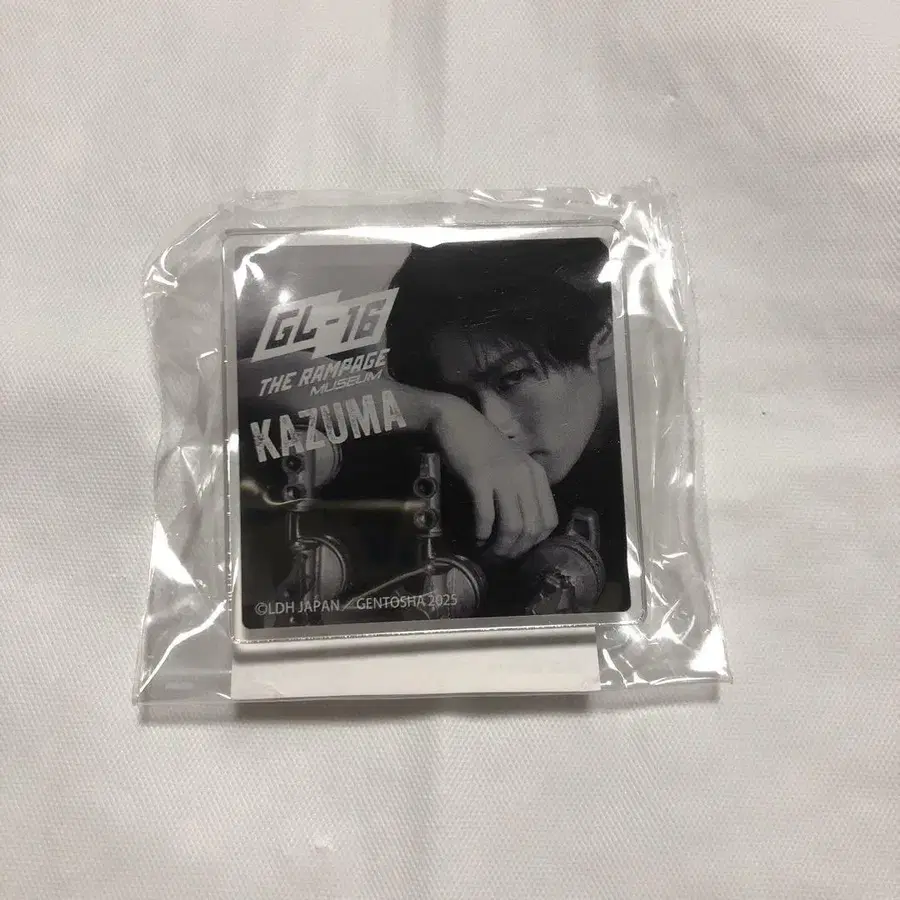 GL-16
THE RAMPAGE
MUSEUM
KAZUMA
©LDH JAPAN／GENTOSHA 2025